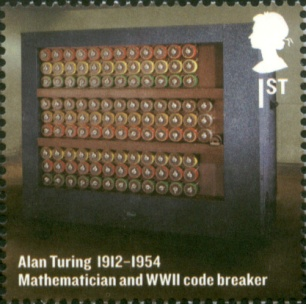 1ST
Alan Turing 1912–1954
Mathematician and WWII code breaker